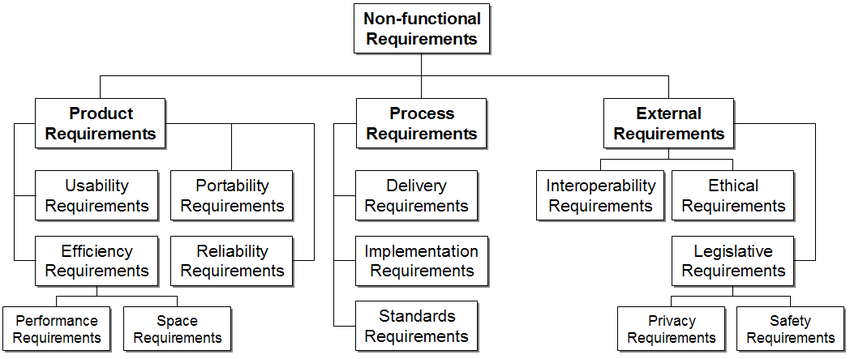 Non-functional
Requirements
Product
Requirements
Process
Requirements
External
Requirements
Usability
Requirements
Portability
Requirements
Delivery
Requirements
Interoperability
Requirements
Ethical
Requirements
Efficiency
Requirements
Reliability
Requirements
Implementation
Requirements
Legislative
Requirements
Performance
Requirements
Space
Requirements
Standards
Requirements
Privacy
Requirements
Safety
Requirements